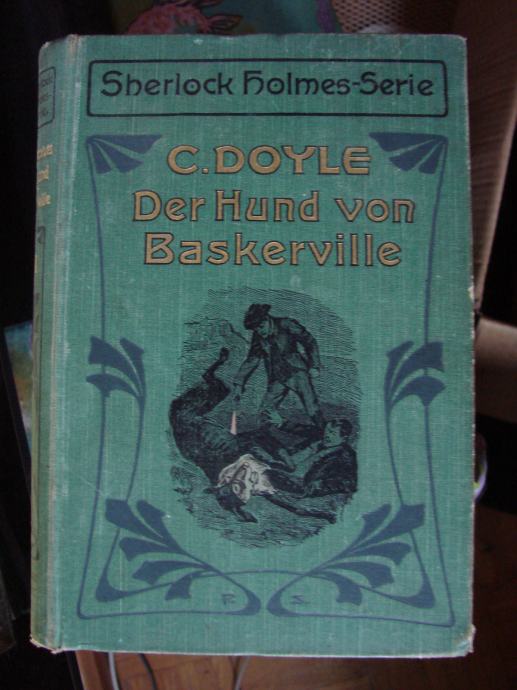 Sherlock Holmes-Serie
C. DOYLE
Der Hund von
Baskerville